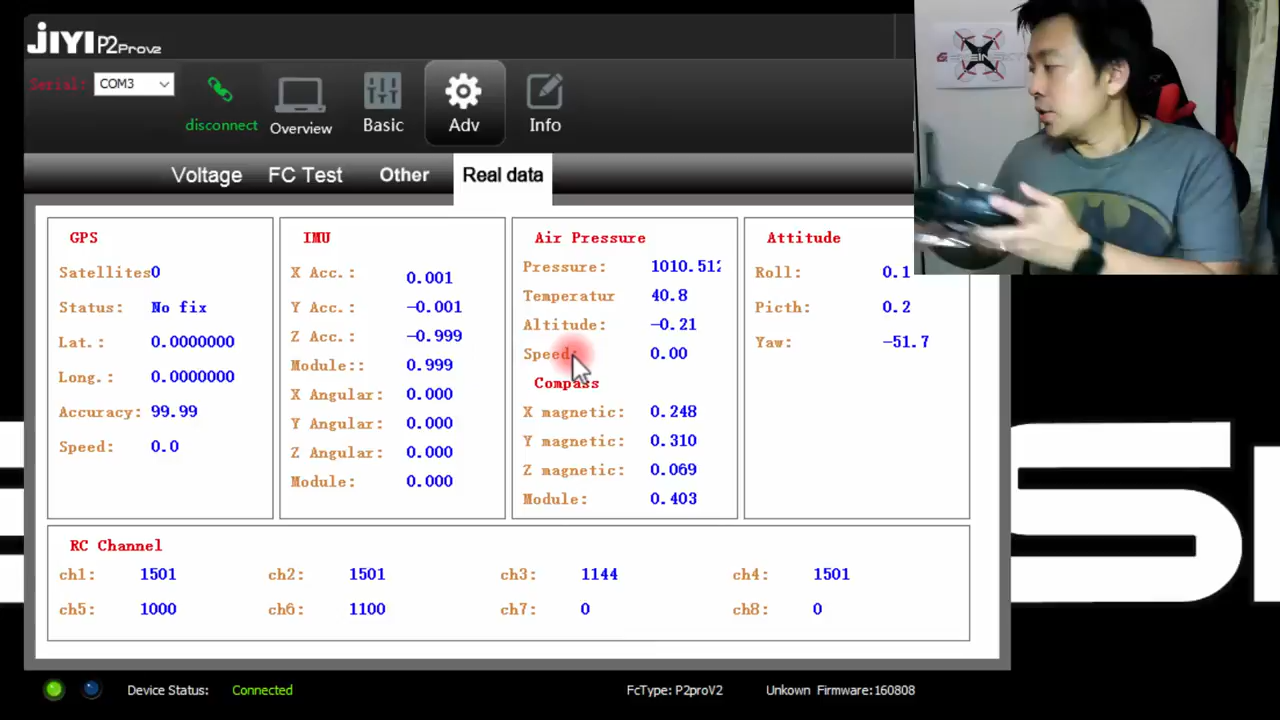 JIYI P2Prov2
Serial: COM3
disconnect
Overview
Basic
Adv
Info
Voltage FC Test Other Real data
GPS
Satellites 0
Status: No fix
Lat.: 0.0000000
Long.: 0.0000000
Accuracy: 99.99
Speed: 0.0
IMU
X Acc.: 0.001
Y Acc.: -0.001
Z Acc.: -0.999
Module:: 0.999
X Angular: 0.000
Y Angular: 0.000
Z Angular: 0.000
Module: 0.000
Air Pressure
Pressure: 1010.512
Temperatur 40.8
Altitude: -0.21
Speed: 0.00
Compass
X magnetic: 0.248
Y magnetic: 0.310
Z magnetic: 0.069
Module: 0.403
Attitude
Roll: 0.1
Picth: 0.2
Yaw: -51.7
RC Channel
ch1: 1501 ch2: 1501 ch3: 1144 ch4: 1501
ch5: 1000 ch6: 1100 ch7: 0 ch8: 0
Device Status: Connected FcType: P2proV2 Unkown Firmware:160808